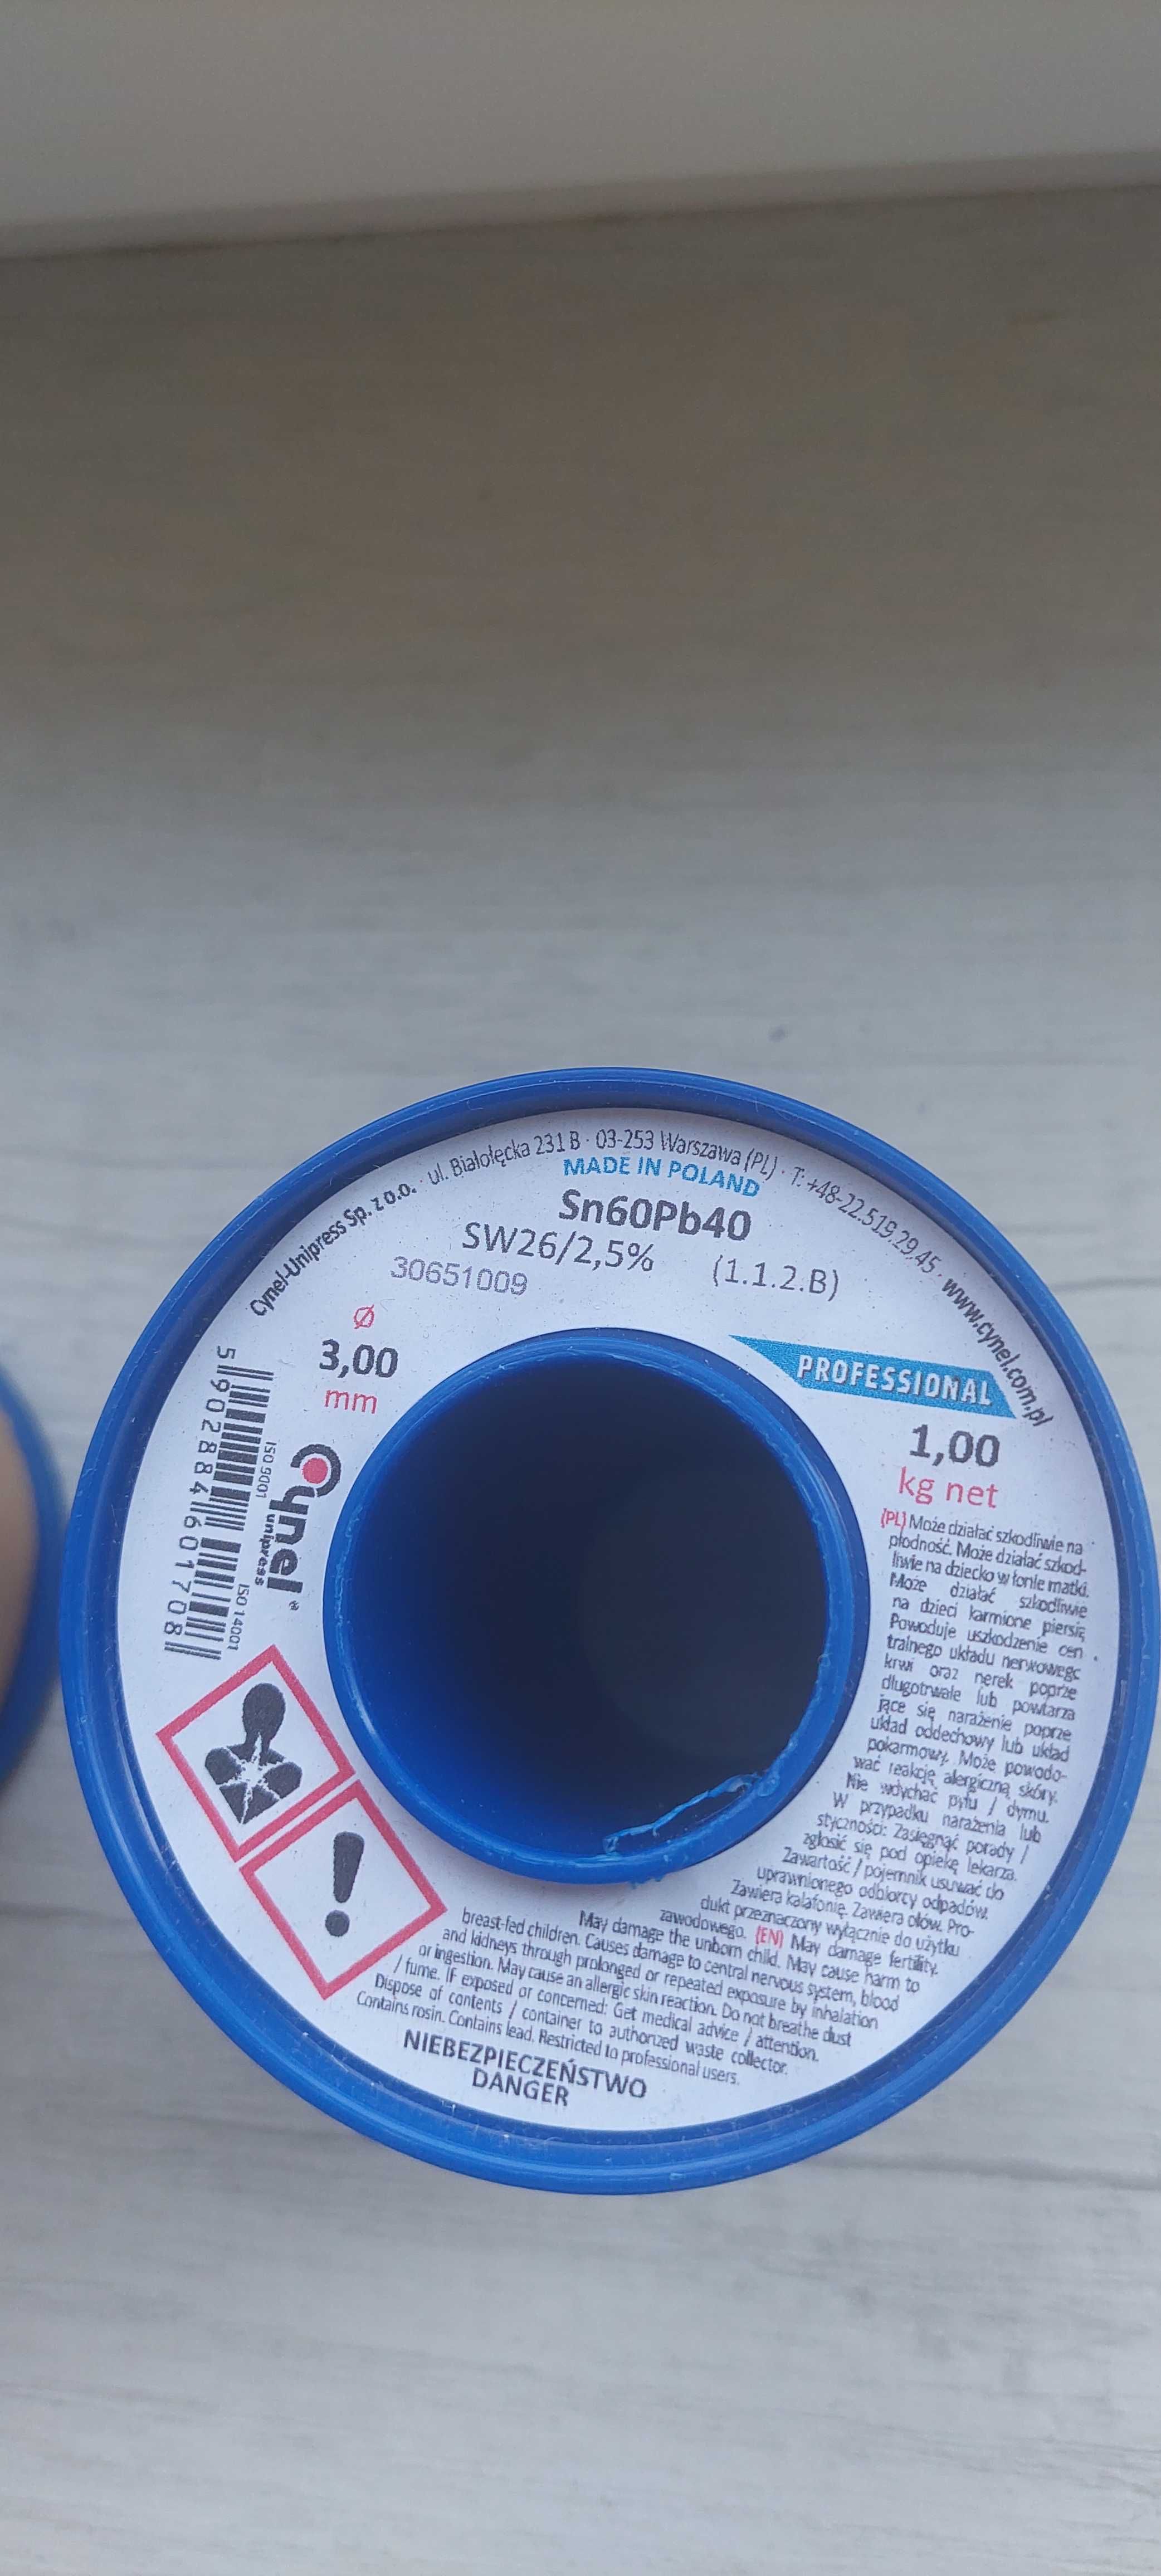 Cynel-Unipress Sp. z o.o. · ul. Białołęcka 231 B · 03-253 Warszawa (PL) · T: +48-22.519.29.45 · www.cynel.com.pl
MADE IN POLAND
Sn60Pb40
SW26/2,5% (1.1.2.B)
30651009
Ø
3,00
mm
PROFESSIONAL
1,00
kg net
5 902884 601708
ISO 9001
ISO 14001
Cynel®
unipress
(PL) Może działać szkodliwie na
płodność. Może działać szkod-
liwie na dziecko w łonie matki.
Może działać szkodliwie
na dzieci karmione piersią
Powoduje uszkodzenie cen
tralnego układu nerwowegc
krwi oraz nerek poprze
długotrwałe lub powtarza
jące się narażenie poprze
układ oddechowy lub układ
pokarmowy. Może powodo-
wać reakcję alergiczną skóry.
Nie wdychać pyłu / dymu.
W przypadku narażenia lub
styczności: Zasięgnąć porady /
zgłosić się pod opiekę lekarza.
Zawartość / pojemnik usuwać do
uprawnionego odbiorcy odpadów.
Zawiera kalafonię. Zawiera ołów. Pro-
dukt przeznaczony wyłącznie do użytku
zawodowego. (EN) May damage fertility.
May damage the unborn child. May cause harm to
breast-fed children. Causes damage to central nervous system, blood
and kidneys through prolonged or repeated exposure by inhalation
or ingestion. May cause an allergic skin reaction. Do not breathe dust
/ fume. IF exposed or concerned: Get medical advice / attention.
Dispose of contents / container to authorized waste collector.
Contains rosin. Contains lead. Restricted to professional users.
NIEBEZPIECZEŃSTWO
DANGER